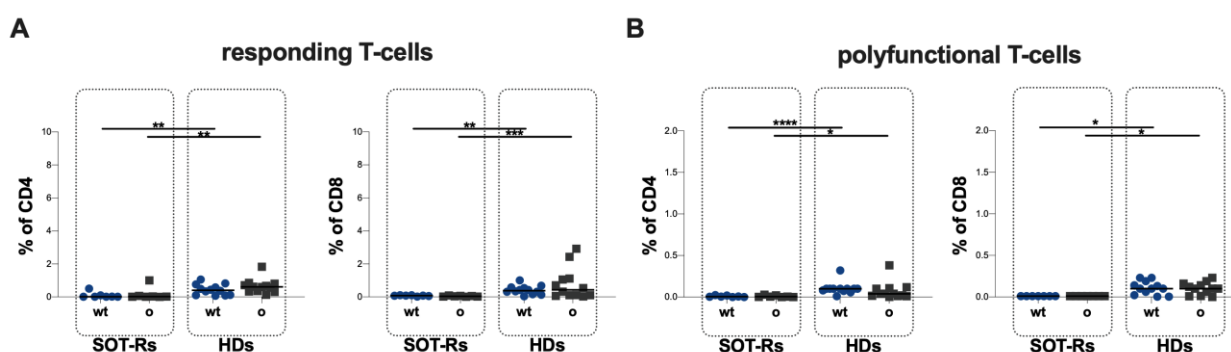 A
B
responding T-cells
polyfunctional T-cells
% of CD4
10
8
6
4
2
0
**
**
wt o wt o
SOT-Rs HDs
% of CD8
10
8
6
4
2
0
**
***
wt o wt o
SOT-Rs HDs
% of CD4
2.0
1.5
1.0
0.5
0.0
****
*
wt o wt o
SOT-Rs HDs
% of CD8
2.0
1.5
1.0
0.5
0.0
*
*
wt o wt o
SOT-Rs HDs